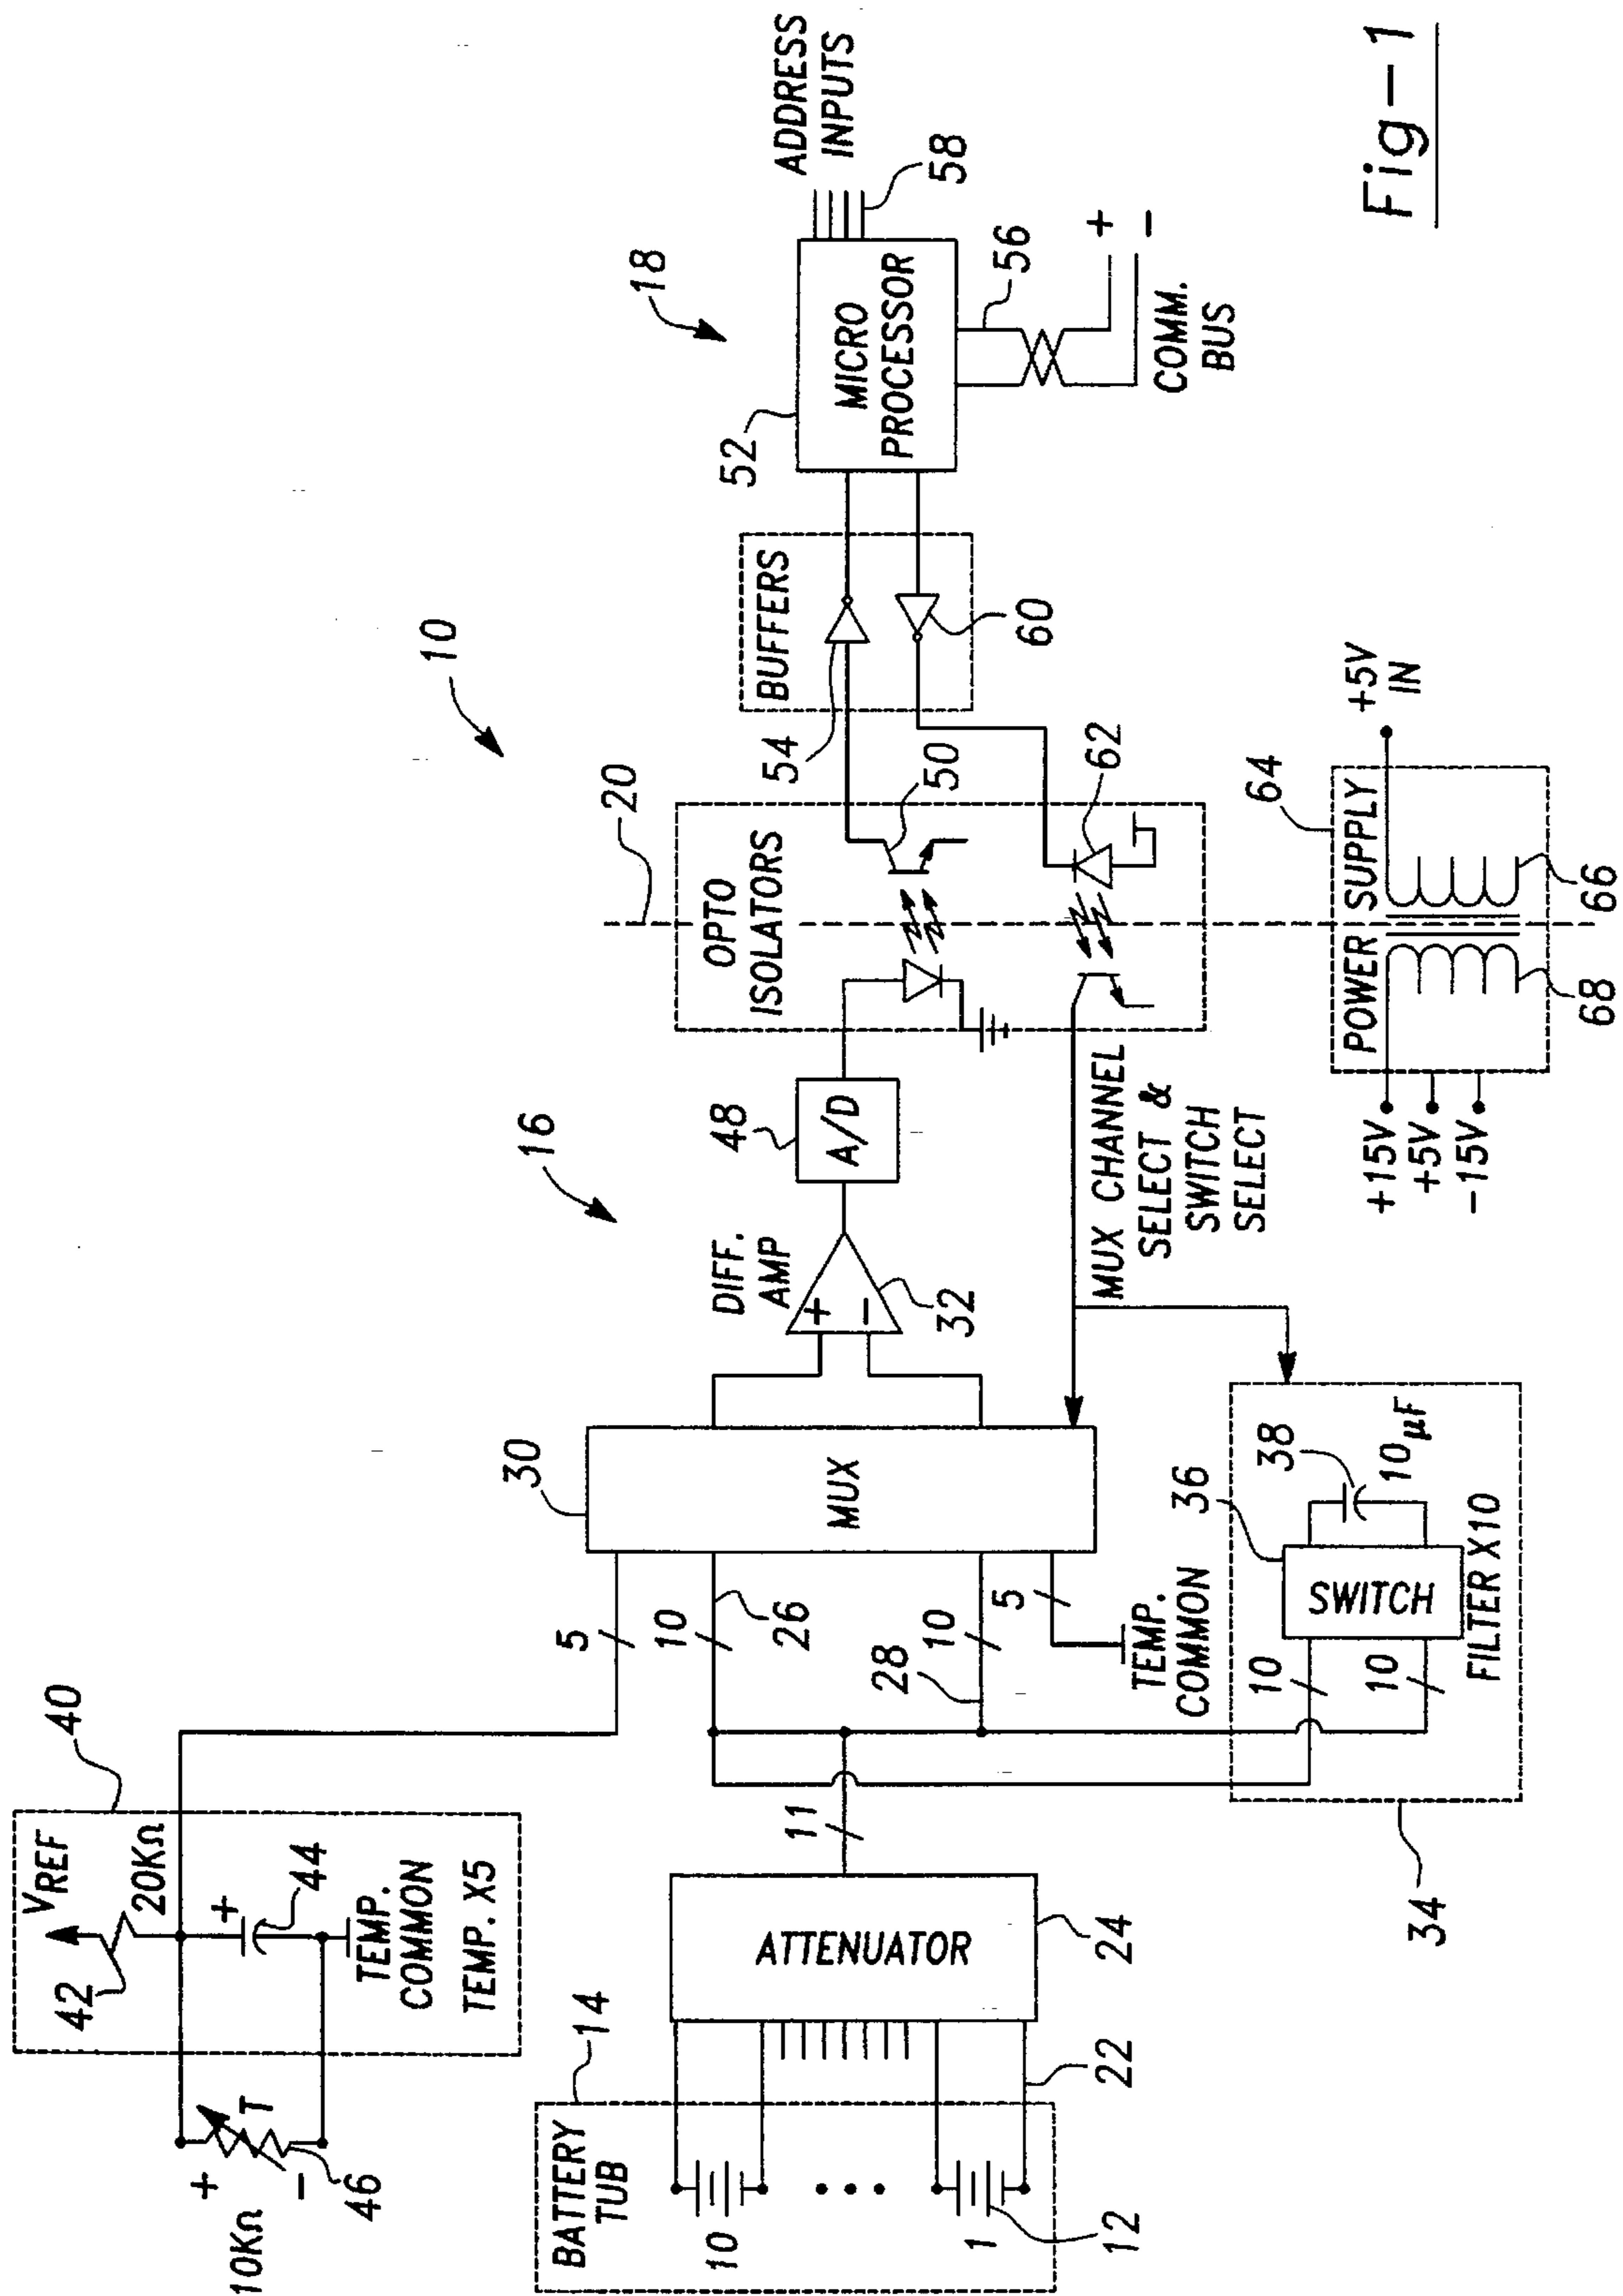 10KΩ
+
−
T
46
42
VREF
20KΩ
+
44
TEMP.
COMMON
TEMP. X5
40
BATTERY
TUB
10
1
12
14
22
ATTENUATOR
24
11
5
10
26
10
28
5
TEMP.
COMMON
30
MUX
34
10
10
SWITCH
36
38
10μF
FILTER X10
DIFF.
AMP
+
−
32
16
48
A/D
MUX CHANNEL
SELECT &
SWITCH
SELECT
OPTO
ISOLATORS
20
50
62
10
54
BUFFERS
60
POWER SUPPLY
64
66
68
+15V
+5V
-15V
+5V
IN
52
MICRO
PROCESSOR
18
56
COMM.
BUS
+
−
58
ADDRESS
INPUTS
Fig-1